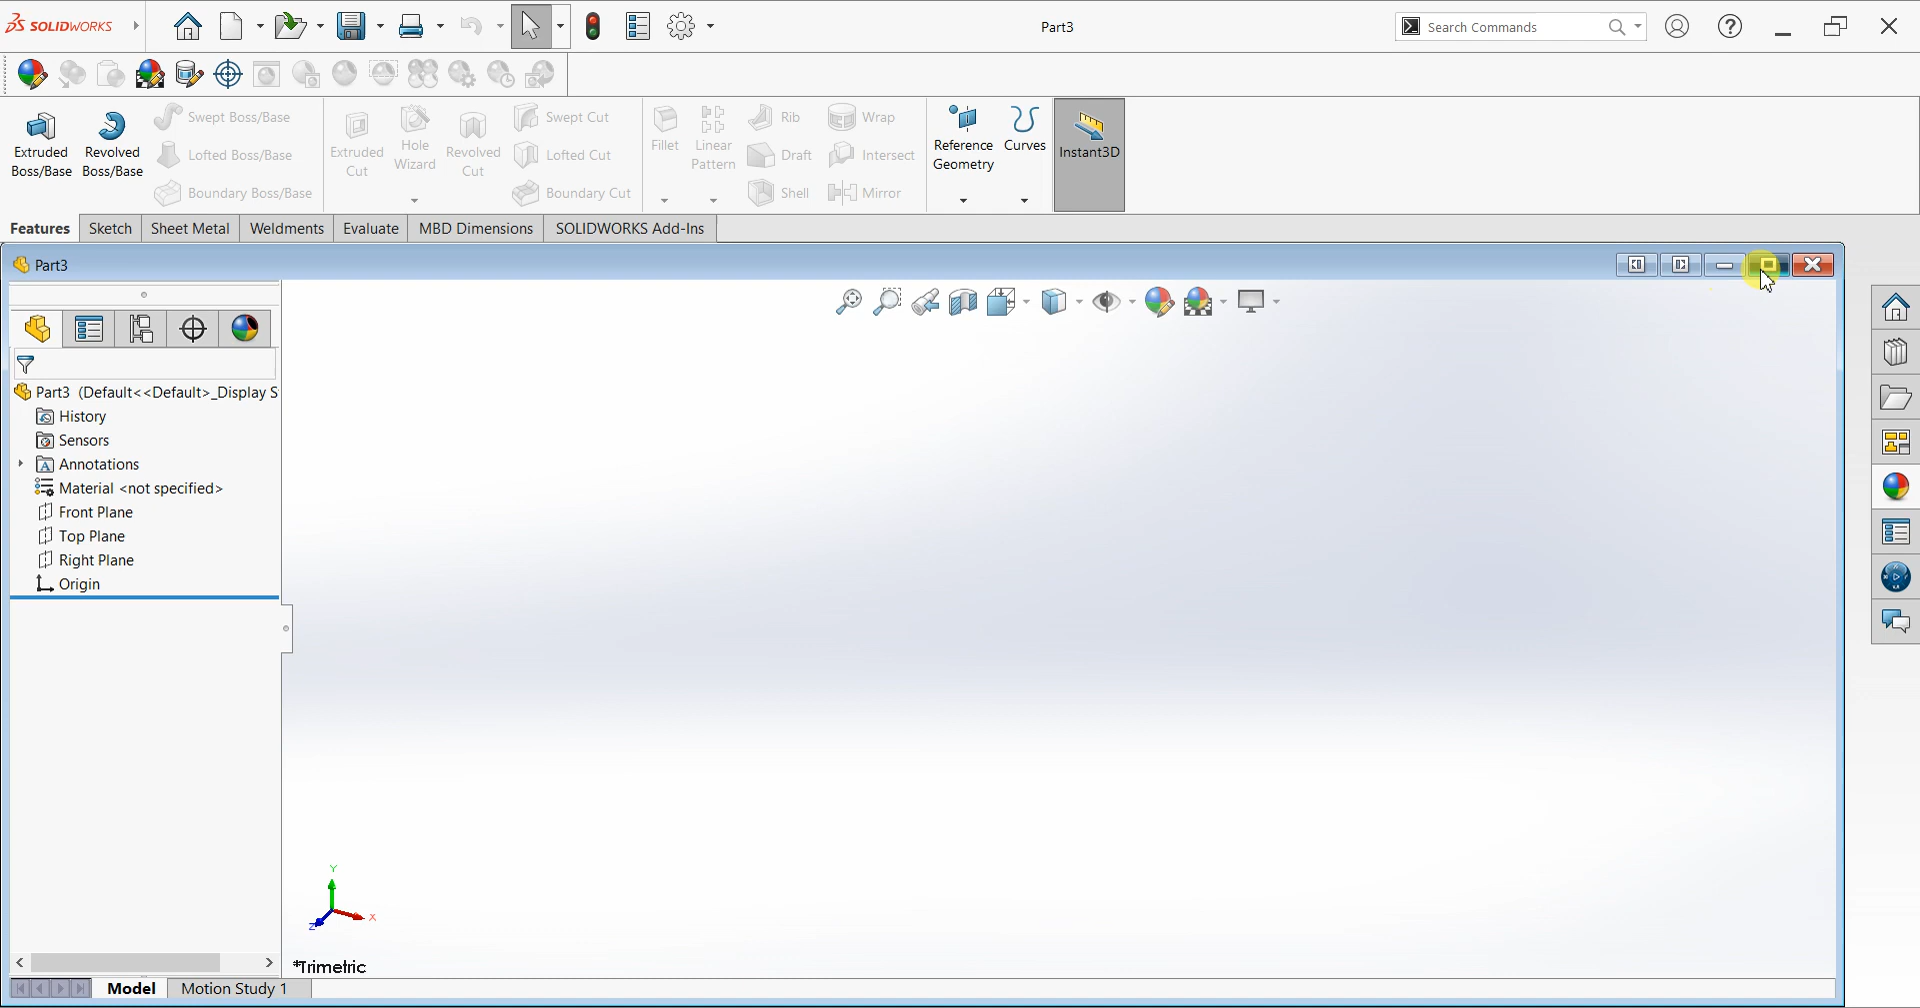 SOLIDWORKS
Part3
Search Commands
Extruded Boss/Base
Revolved Boss/Base
Swept Boss/Base
Lofted Boss/Base
Boundary Boss/Base
Extruded Cut
Hole Wizard
Revolved Cut
Swept Cut
Lofted Cut
Boundary Cut
Fillet
Linear Pattern
Rib
Draft
Shell
Wrap
Intersect
Mirror
Reference Geometry
Curves
Instant3D
Features
Sketch
Sheet Metal
Weldments
Evaluate
MBD Dimensions
SOLIDWORKS Add-Ins
Part3
Part3 (Default<<Default>_Display S
History
Sensors
Annotations
Material <not specified>
Front Plane
Top Plane
Right Plane
Origin
Y
X
Z
*Trimetric
Model
Motion Study 1